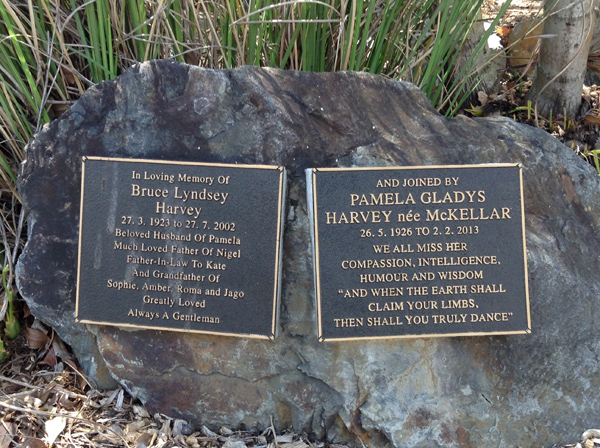 In Loving Memory Of
Bruce Lyndsey
Harvey
27. 3. 1923 to 27. 7. 2002
Beloved Husband Of Pamela
Much Loved Father Of Nigel
Father-In-Law To Kate
And Grandfather Of
Sophie, Amber, Roma and Jago
Greatly Loved
Always A Gentleman
AND JOINED BY
PAMELA GLADYS
HARVEY née McKELLAR
26. 5. 1926 TO 2. 2. 2013
WE ALL MISS HER
COMPASSION, INTELLIGENCE,
HUMOUR AND WISDOM
"AND WHEN THE EARTH SHALL
CLAIM YOUR LIMBS,
THEN SHALL YOU TRULY DANCE"